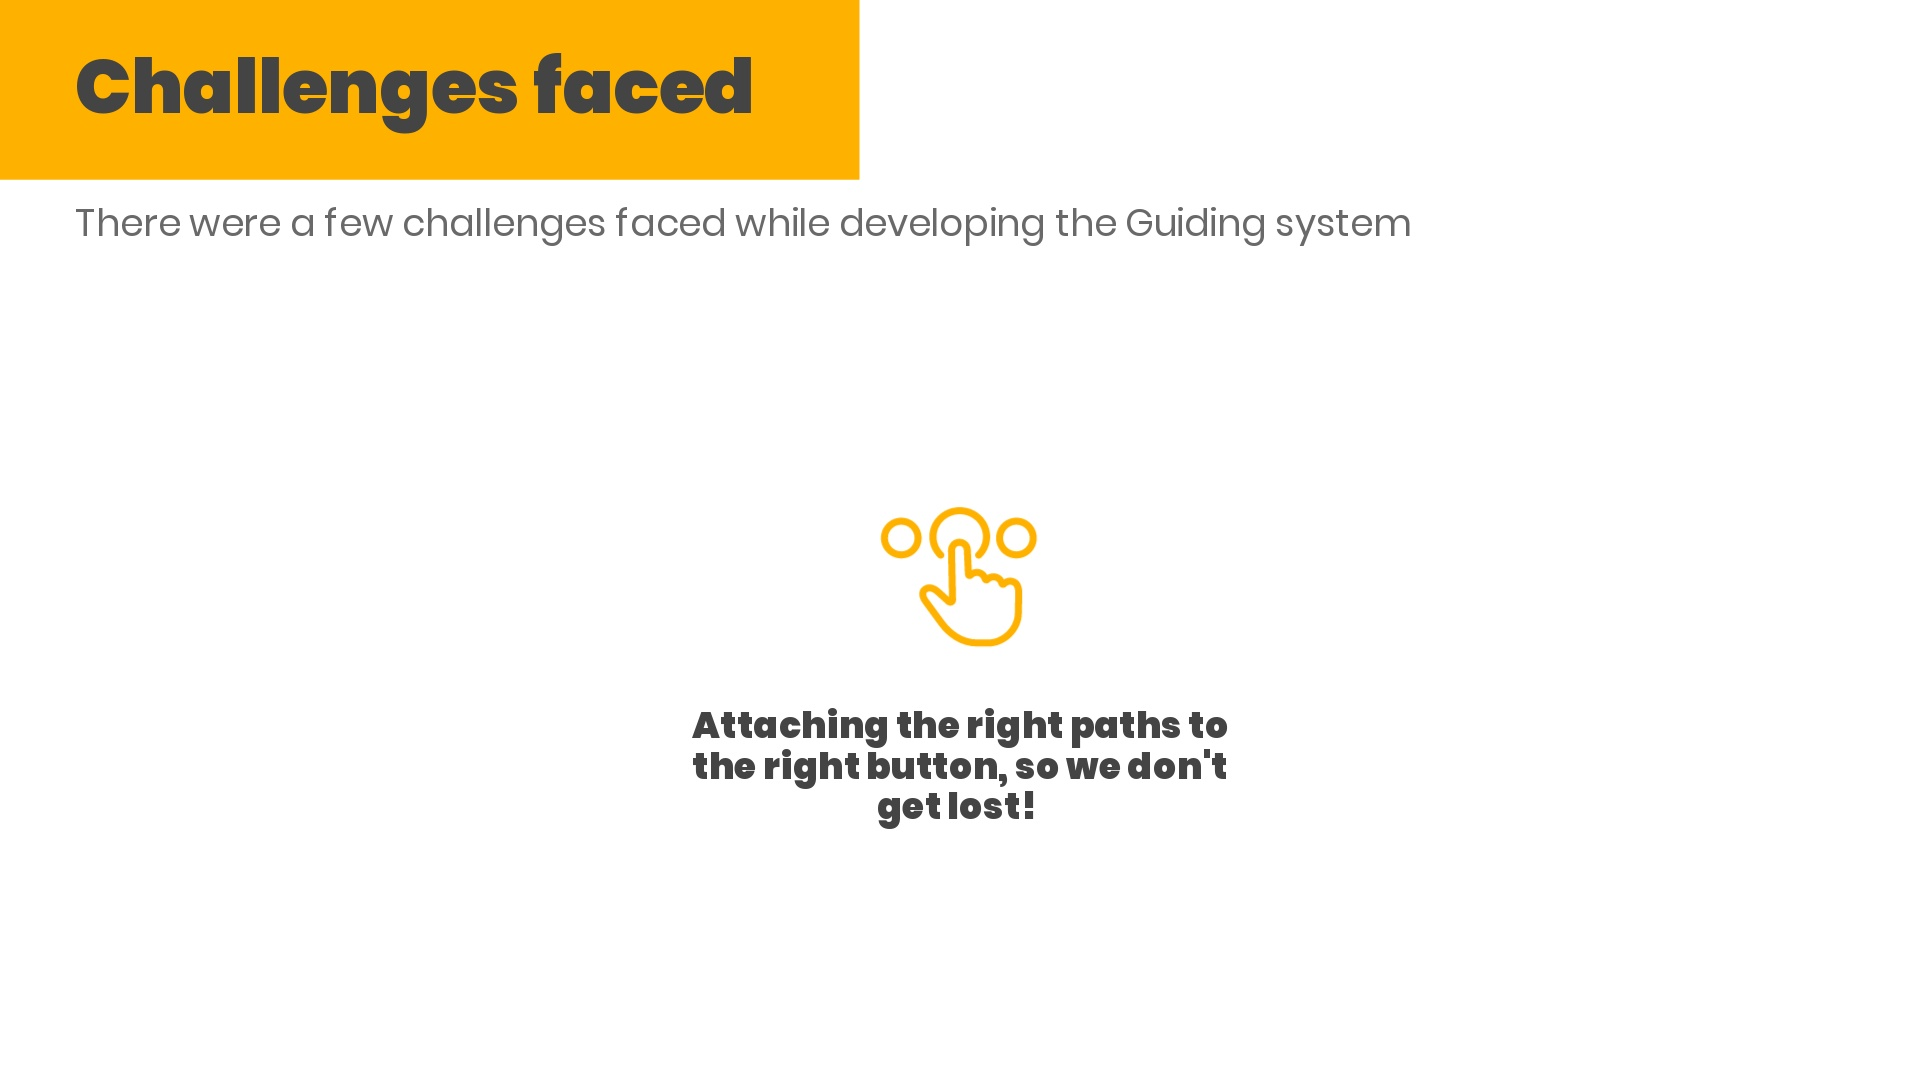 Challenges faced
There were a few challenges faced while developing the Guiding system
Attaching the right paths to
the right button, so we don't
get lost!